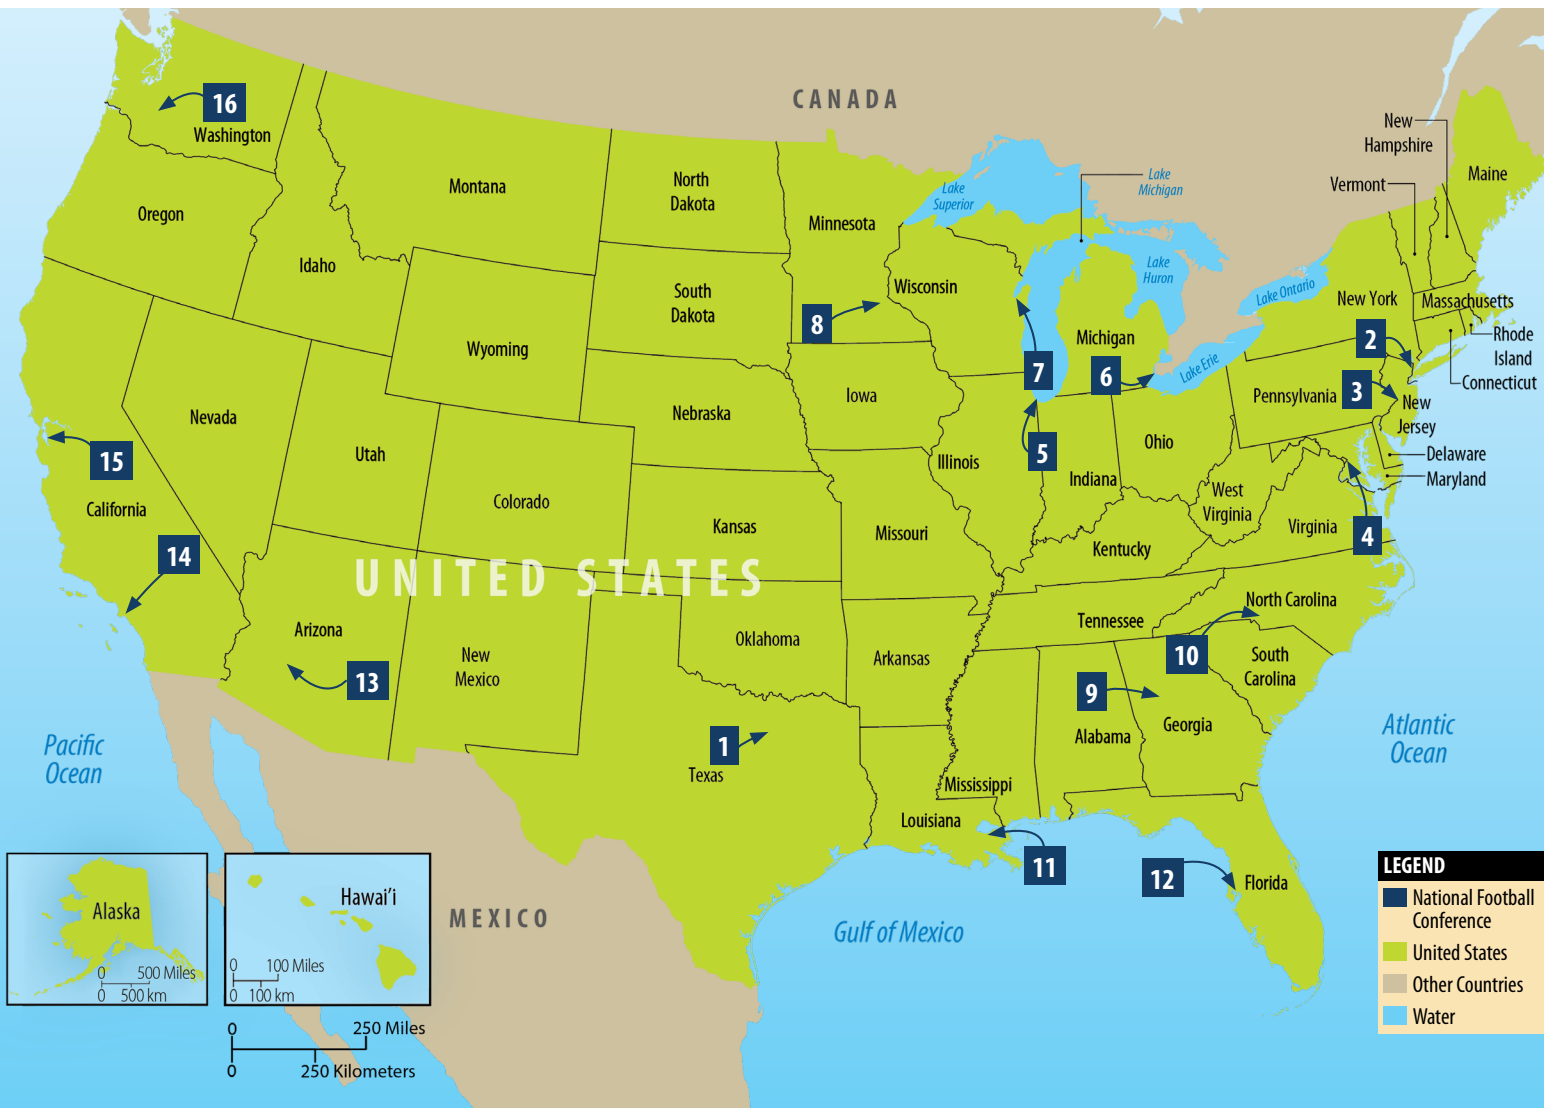 CANADA
16
Washington
Montana
North
Dakota
Minnesota
Lake
Superior
Lake
Michigan
New
Hampshire
Vermont
Maine
Oregon
Idaho
South
Dakota
Wisconsin
Lake
Huron
Lake Ontario
New York
Massachusetts
8
7
Michigan
6
Lake Erie
2
Rhode
Island
Connecticut
Wyoming
Nevada
Utah
Nebraska
Iowa
Illinois
5
Indiana
Ohio
Pennsylvania
3
New
Jersey
Delaware
Maryland
15
California
14
Colorado
Kansas
Missouri
Kentucky
West
Virginia
Virginia
4
UNITED STATES
Arizona
13
New
Mexico
Oklahoma
Arkansas
Tennessee
North Carolina
10
South
Carolina
9
Alabama
Georgia
1
Texas
Mississippi
Louisiana
11
12
Florida
Pacific
Ocean
Atlantic
Ocean
Gulf of Mexico
MEXICO
Alaska
0 500 Miles
0 500 km
Hawai'i
0 100 Miles
0 100 km
0 250 Miles
0 250 Kilometers
LEGEND
National Football
Conference
United States
Other Countries
Water